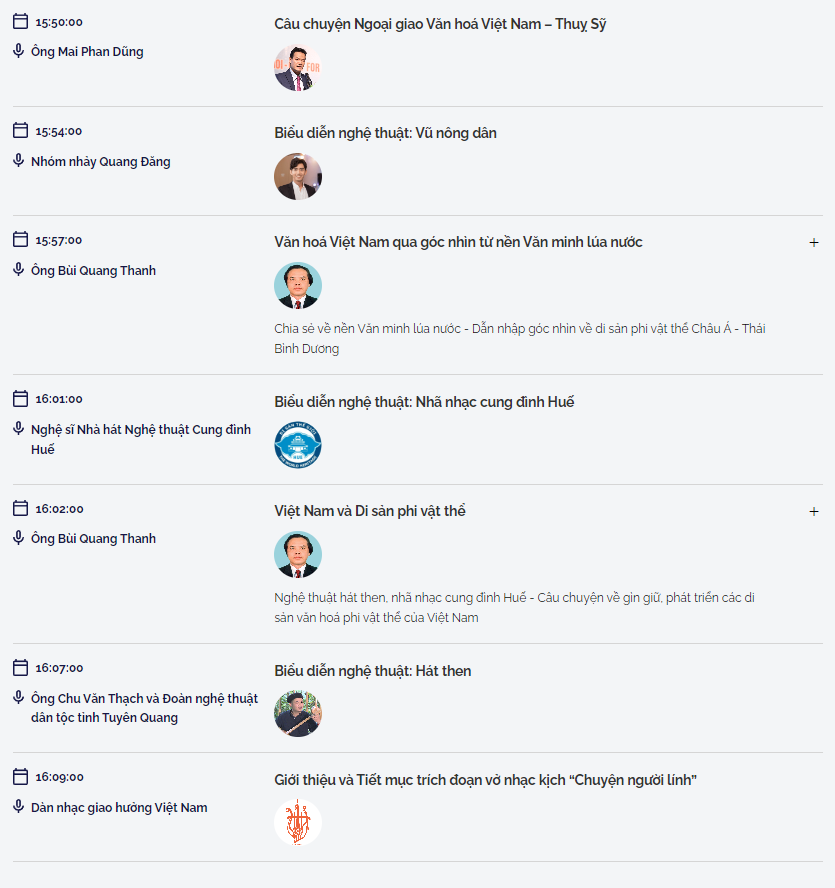 15:50:00
Câu chuyện Ngoại giao Văn hoá Việt Nam – Thuỵ Sỹ
Ông Mai Phan Dũng
15:54:00
Biểu diễn nghệ thuật: Vũ nông dân
Nhóm nhảy Quang Đăng
15:57:00
Văn hoá Việt Nam qua góc nhìn từ nền Văn minh lúa nước
Ông Bùi Quang Thanh
Chia sẻ về nền Văn minh lúa nước - Dẫn nhập góc nhìn về di sản phi vật thể Châu Á - Thái
Bình Dương
16:01:00
Biểu diễn nghệ thuật: Nhã nhạc cung đình Huế
Nghệ sĩ Nhà hát Nghệ thuật Cung đình
Huế
16:02:00
Việt Nam và Di sản phi vật thể
Ông Bùi Quang Thanh
Nghệ thuật hát then, nhã nhạc cung đình Huế - Câu chuyện về gìn giữ, phát triển các di
sản văn hoá phi vật thể của Việt Nam
16:07:00
Biểu diễn nghệ thuật: Hát then
Ông Chu Văn Thạch và Đoàn nghệ thuật
dân tộc tỉnh Tuyên Quang
16:09:00
Giới thiệu và Tiết mục trích đoạn vở nhạc kịch “Chuyện người lính”
Dàn nhạc giao hưởng Việt Nam